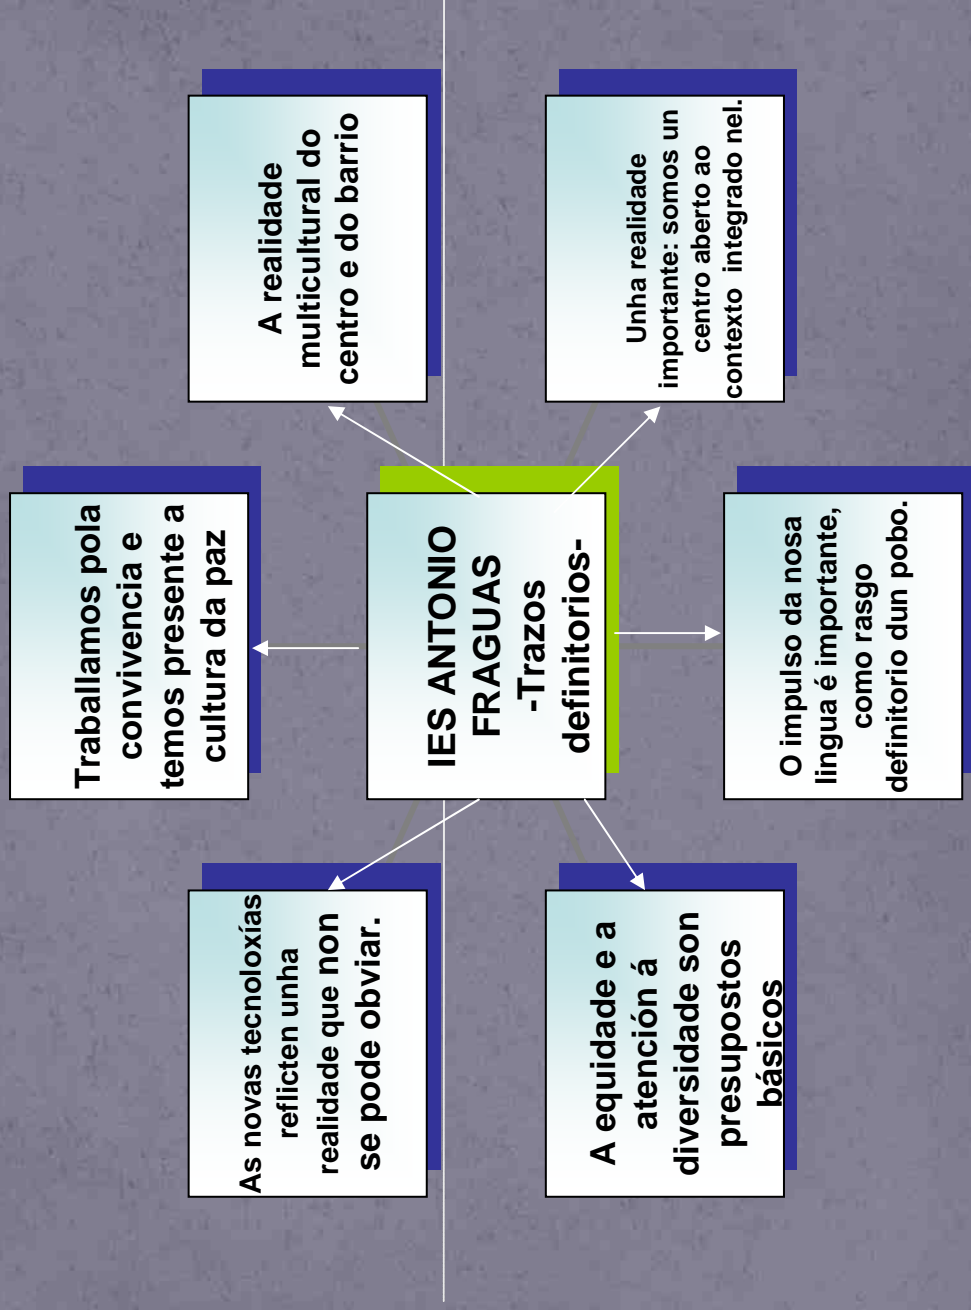 Traballamos pola
convivencia e
temos presente a
cultura da paz
As novas tecnoloxías
reflicten unha
realidade que non
se pode obviar.
A realidade
multicultural do
centro e do barrio
IES ANTONIO
FRAGUAS
-Trazos
definitorios-
A equidade e a
atención á
diversidade son
presupostos
básicos
Unha realidade
importante: somos un
centro aberto ao
contexto integrado nel.
O impulso da nosa
lingua é importante,
como rasgo
definitorio dun pobo.